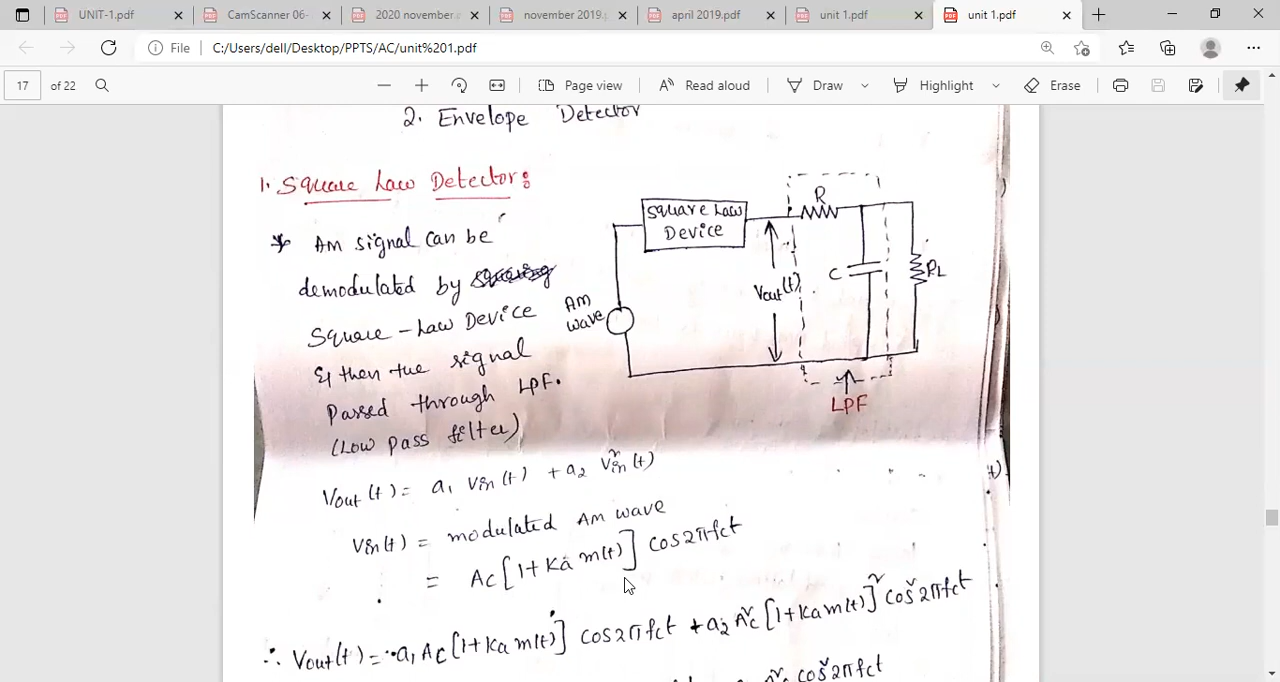 UNIT-1.pdf
CamScanner 06-
2020 november.
november 2019.
april 2019.pdf
unit 1.pdf
unit 1.pdf
File
C:/Users/dell/Desktop/PPTS/AC/unit%201.pdf
17 of 22
Page view
Read aloud
Draw
Highlight
Erase
2. Envelope Detector
1. Square Law Detector:
* Am signal can be
demodulated by
Square-Law Device
& then the signal
Passed through LPF.
(Low pass filter)
Am wave
Square Law Device
Vout(t)
R
C
RL
LPF
Vout(t) = a₁ Vin(t) + a₂ Vin²(t)
t)
Vin(t) = modulated Am wave
= Ac[1+Ka m(t)] cos2πfct
∴ Vout(t) = a₁Ac[1+Ka m(t)] cos2πfct + a₂Ac²[1+Ka m(t)]² cos²2πfct
cos²2πfct